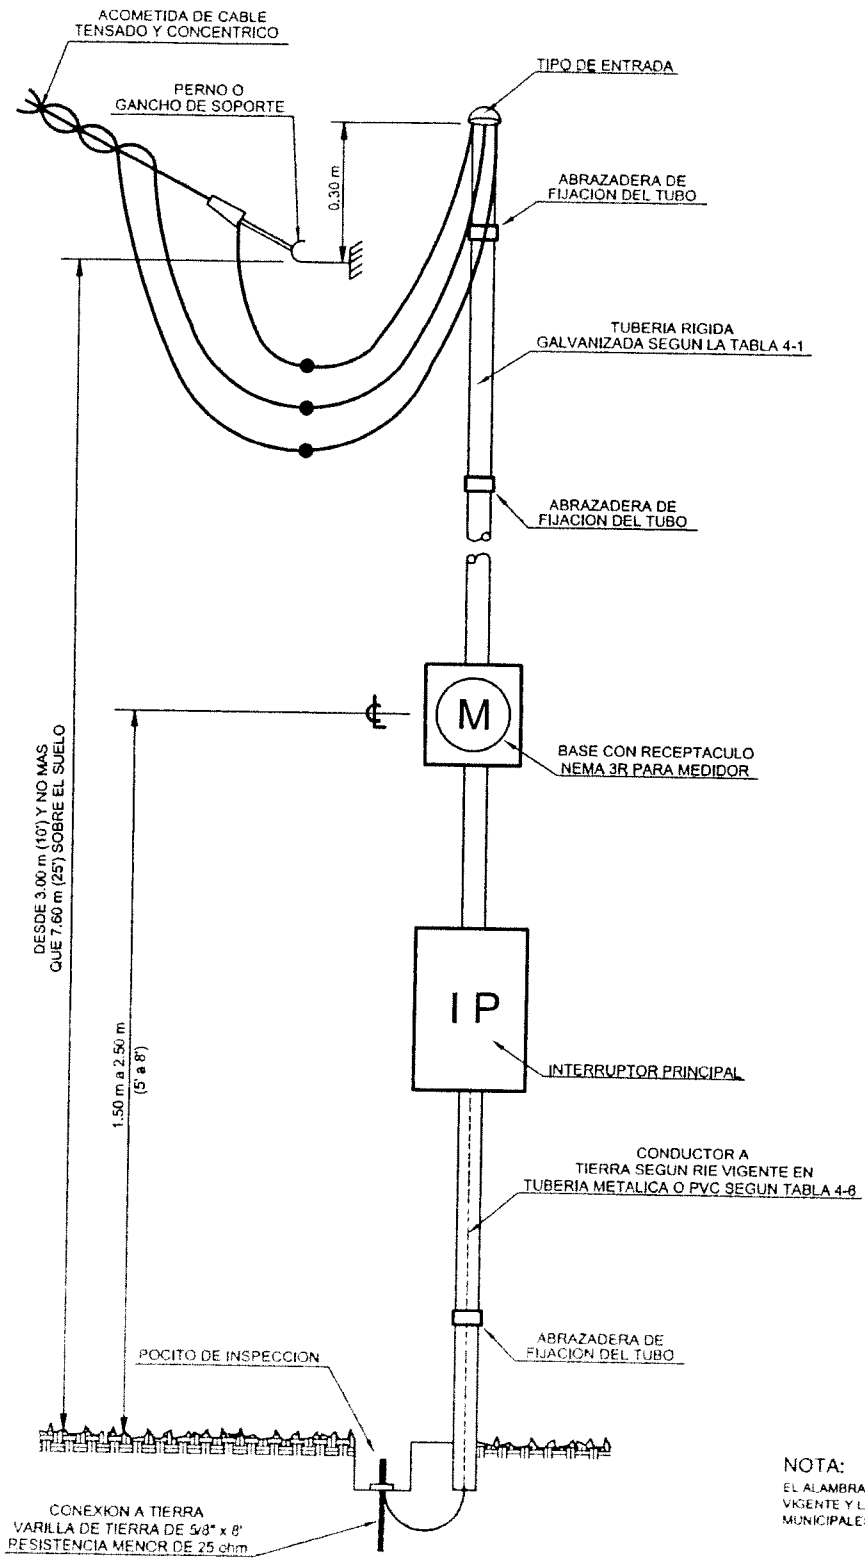 ACOMETIDA DE CABLE
TENSADO Y CONCENTRICO
PERNO O
GANCHO DE SOPORTE
TIPO DE ENTRADA
0.30 m
ABRAZADERA DE
FIJACION DEL TUBO
TUBERIA RIGIDA
GALVANIZADA SEGUN LA TABLA 4-1
ABRAZADERA DE
FIJACION DEL TUBO
M
BASE CON RECEPTACULO
NEMA 3R PARA MEDIDOR
DESDE 3.00 m (10') Y NO MAS
QUE 7.60 m (25') SOBRE EL SUELO
1.50 m a 2.50 m
(5' a 8')
I P
INTERRUPTOR PRINCIPAL
CONDUCTOR A
TIERRA SEGUN RIE VIGENTE EN
TUBERIA METALICA O PVC SEGUN TABLA 4-6
ABRAZADERA DE
FIJACION DEL TUBO
POCITO DE INSPECCION
CONEXION A TIERRA
VARILLA DE TIERRA DE 5/8" x 8'
RESISTENCIA MENOR DE 25 ohm
NOTA:
EL ALAMBRA
VIGENTE Y L
MUNICIPALE